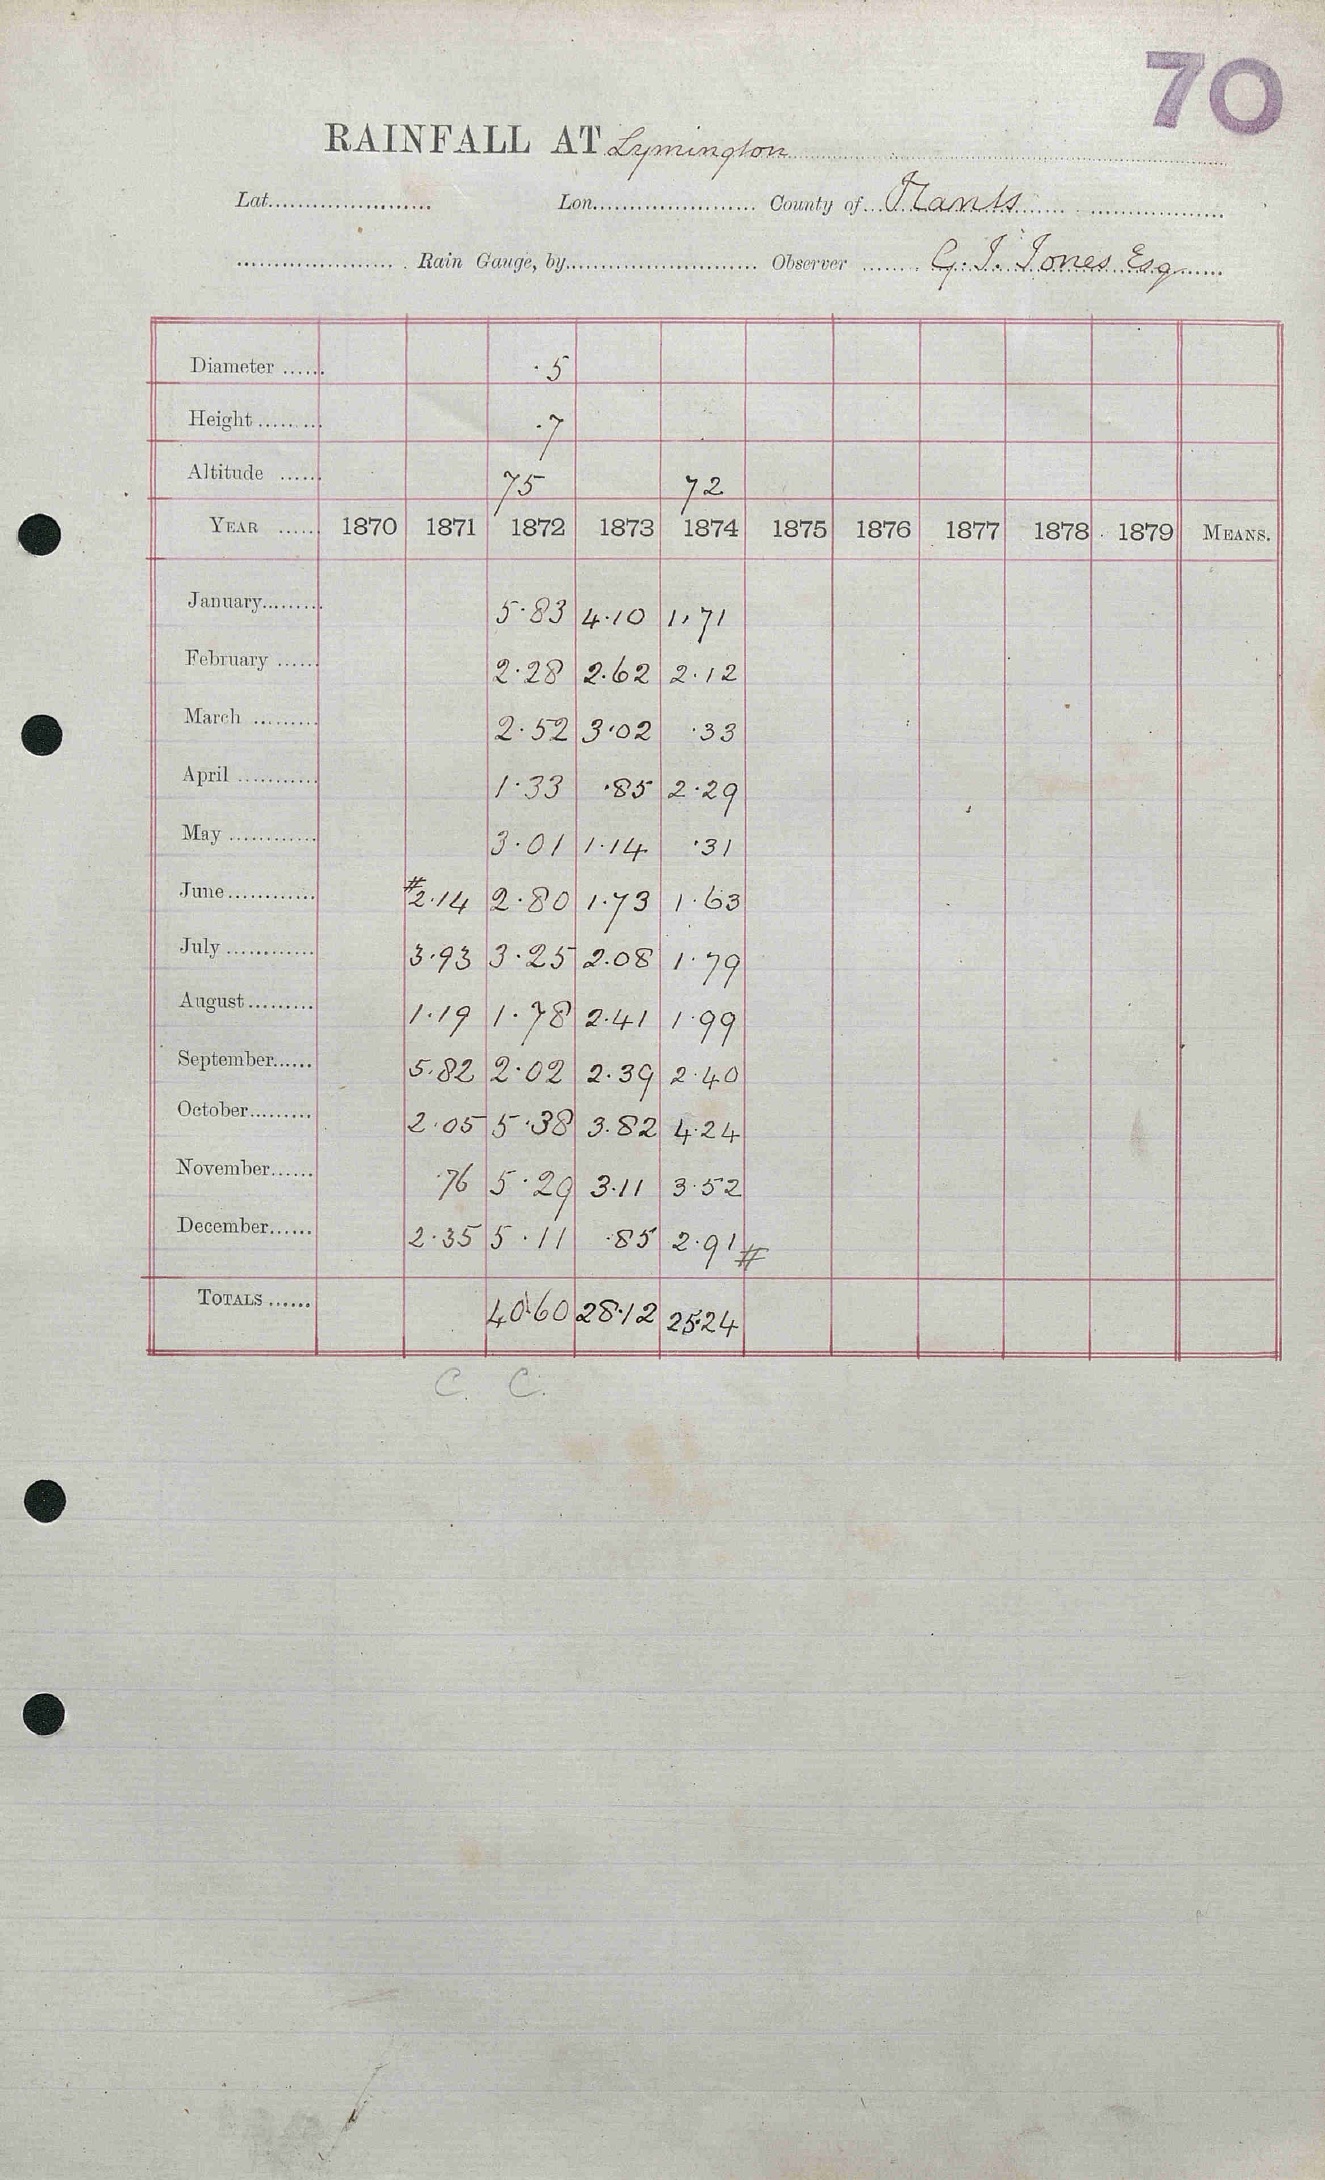 70
RAINFALL AT Lymington
Lat...................... Lon....................... County of... Hants
...................... Rain Gauge, by........................... Observer ....... G. J. Jones Esq
Diameter ...... .5
Height ......... .7
Altitude ...... 75 72
YEAR ...... 1870 1871 1872 1873 1874 1875 1876 1877 1878 1879 MEANS.
January......... 5.83 4.10 1.71
February ...... 2.28 2.62 2.12
March ......... 2.52 3.02 .33
April ........... 1.33 .85 2.29
May ............ 3.01 1.14 .31
June............ #2.14 2.80 1.73 1.63
July ............ 3.93 3.25 2.08 1.79
August......... 1.19 1.78 2.41 1.99
September...... 5.82 2.02 2.39 2.40
October......... 2.05 5.38 3.82 4.24
November...... .76 5.29 3.11 3.52
December...... 2.35 5.11 .85 2.91#
TOTALS ...... 40.60 28.12 25.24
C. C.